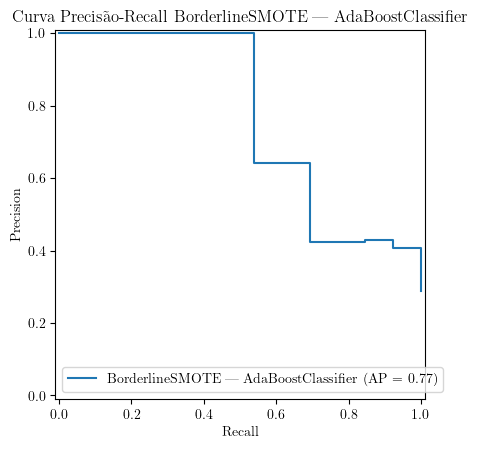 Curva Precisão-Recall BorderlineSMOTE — AdaBoostClassifier
1.0
0.8
0.6
0.4
0.2
0.0
Precision
BorderlineSMOTE — AdaBoostClassifier (AP = 0.77)
0.0 0.2 0.4 0.6 0.8 1.0
Recall